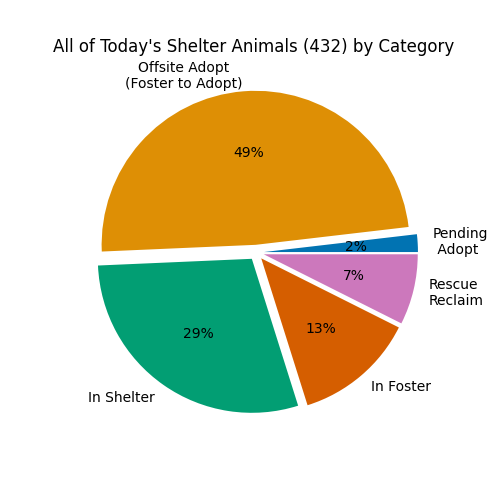 All of Today's Shelter Animals (432) by Category
Offsite Adopt
(Foster to Adopt)
49%
Pending
Adopt
2%
7%
Rescue
Reclaim
13%
In Foster
29%
In Shelter